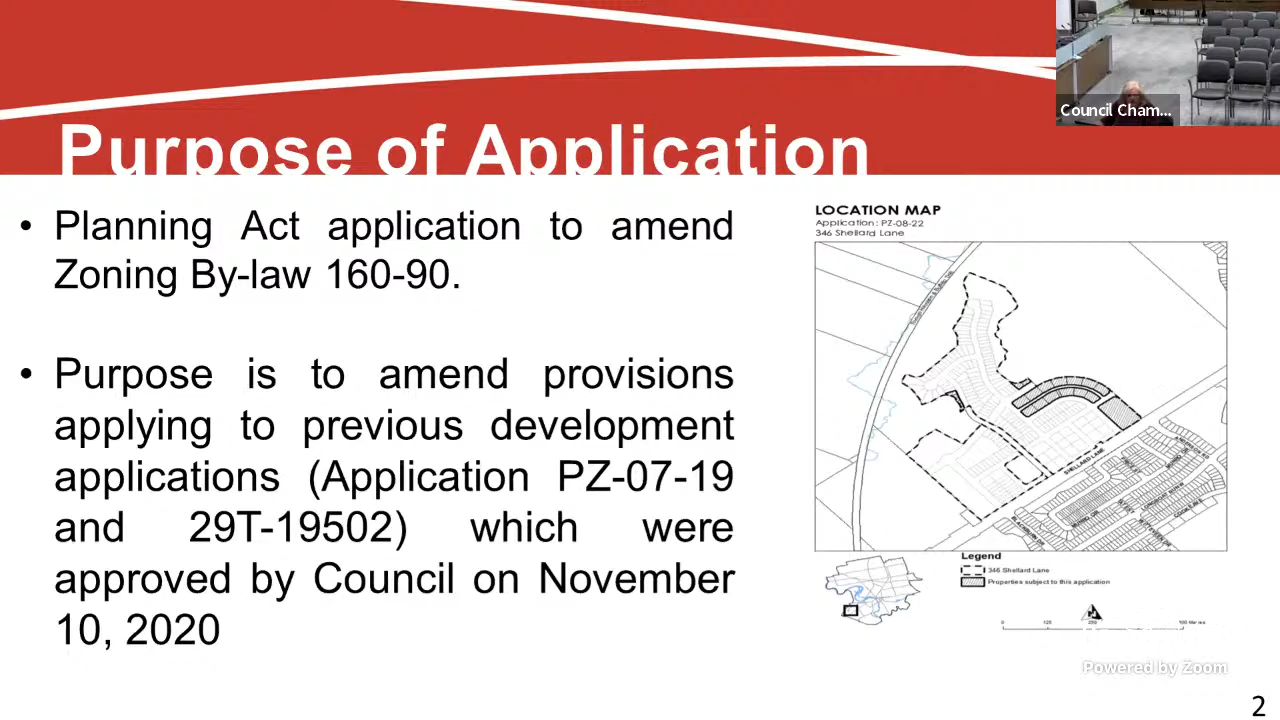 Council Cham...
Purpose of Application
• Planning Act application to amend
Zoning By-law 160-90.
• Purpose is to amend provisions
applying to previous development
applications (Application PZ-07-19
and 29T-19502) which were
approved by Council on November
10, 2020
LOCATION MAP
Application : PZ-08-22
346 Shellard Lane
SHELLARD LANE
Legend
346 Shellard Lane
Properties subject to this application
0
125
250
Powered by Zoom
2